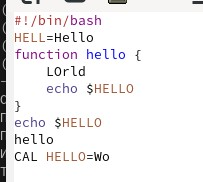 #!/bin/bash
HELL=Hello
function hello {
    LOrld
    echo $HELLO
}
echo $HELLO
hello
CAL HELLO=Wo